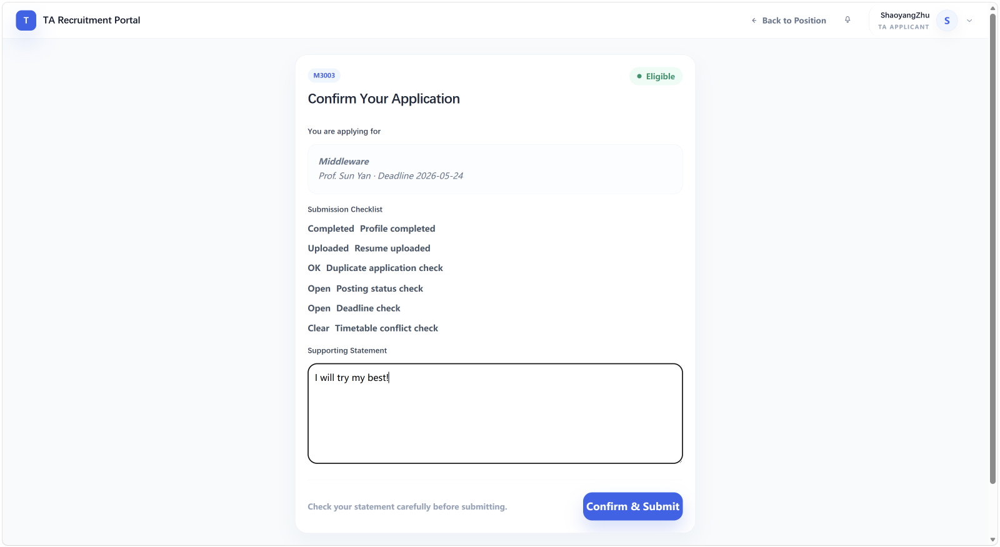 T TA Recruitment Portal
← Back to Position
ShaoyangZhu
TA APPLICANT
S
M3003
Eligible
Confirm Your Application
You are applying for
Middleware
Prof. Sun Yan · Deadline 2026-05-24
Submission Checklist
Completed Profile completed
Uploaded Resume uploaded
OK Duplicate application check
Open Posting status check
Open Deadline check
Clear Timetable conflict check
Supporting Statement
I will try my best!
Check your statement carefully before submitting.
Confirm & Submit